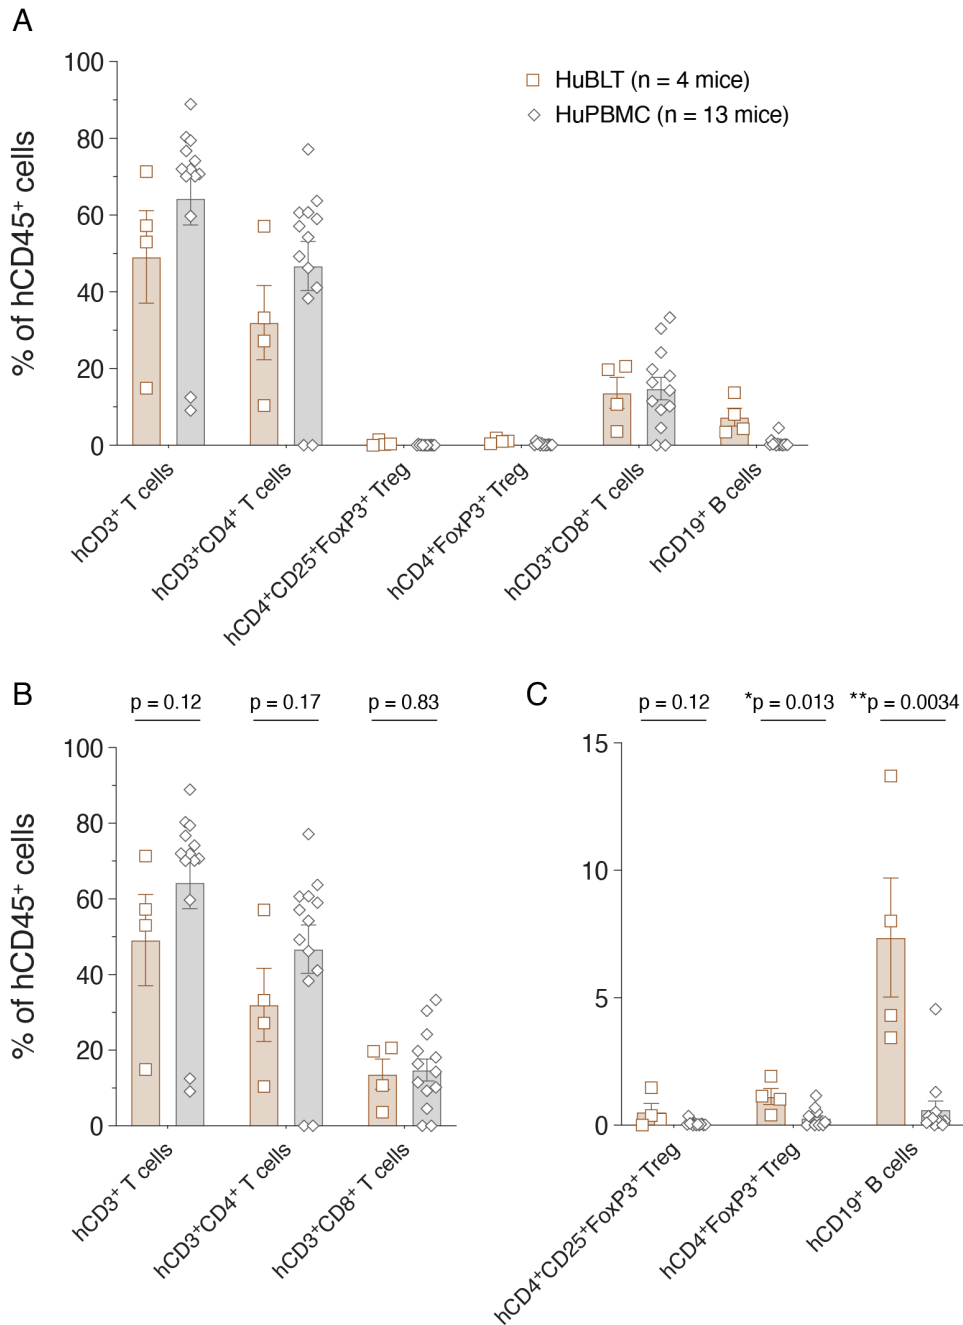 A
% of hCD45⁺ cells
100
80
60
40
20
0
HuBLT (n = 4 mice)
HuPBMC (n = 13 mice)
hCD3⁺ T cells
hCD3⁺CD4⁺ T cells
hCD4⁺CD25⁺FoxP3⁺ Treg
hCD4⁺FoxP3⁺ Treg
hCD3⁺CD8⁺ T cells
hCD19⁺ B cells
B
p = 0.12
p = 0.17
p = 0.83
% of hCD45⁺ cells
100
80
60
40
20
0
hCD3⁺ T cells
hCD3⁺CD4⁺ T cells
hCD3⁺CD8⁺ T cells
C
p = 0.12
*p = 0.013
**p = 0.0034
15
10
5
0
hCD4⁺CD25⁺FoxP3⁺ Treg
hCD4⁺FoxP3⁺ Treg
hCD19⁺ B cells